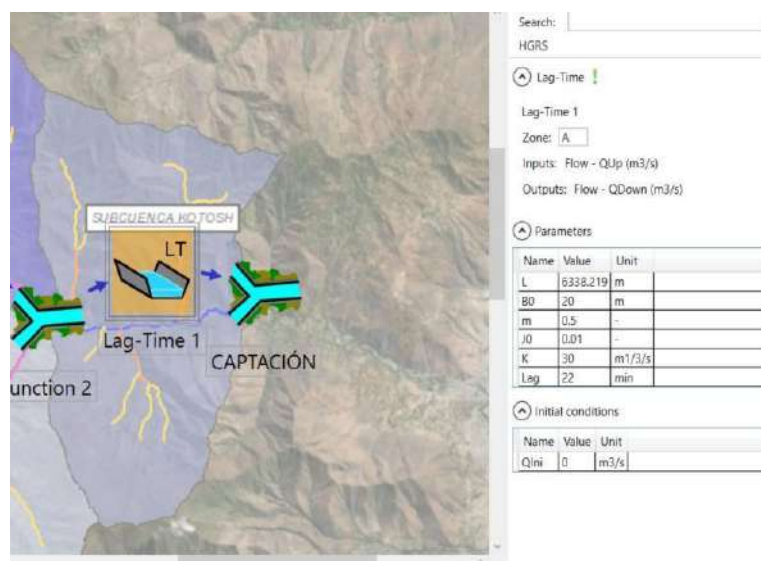 SUBCUENCA KOTOSH
LT
Lag-Time 1
CAPTACIÓN
unction 2
Search:
HGRS
Lag-Time !
Lag-Time 1
Zone: A
Inputs: Flow - QUp (m3/s)
Outputs: Flow - QDown (m3/s)
Parameters
Name Value Unit
L 6338.219 m
B0 20 m
m 0.5 -
J0 0.01 -
K 30 m1/3/s
Lag 22 min
Initial conditions
Name Value Unit
QIni 0 m3/s